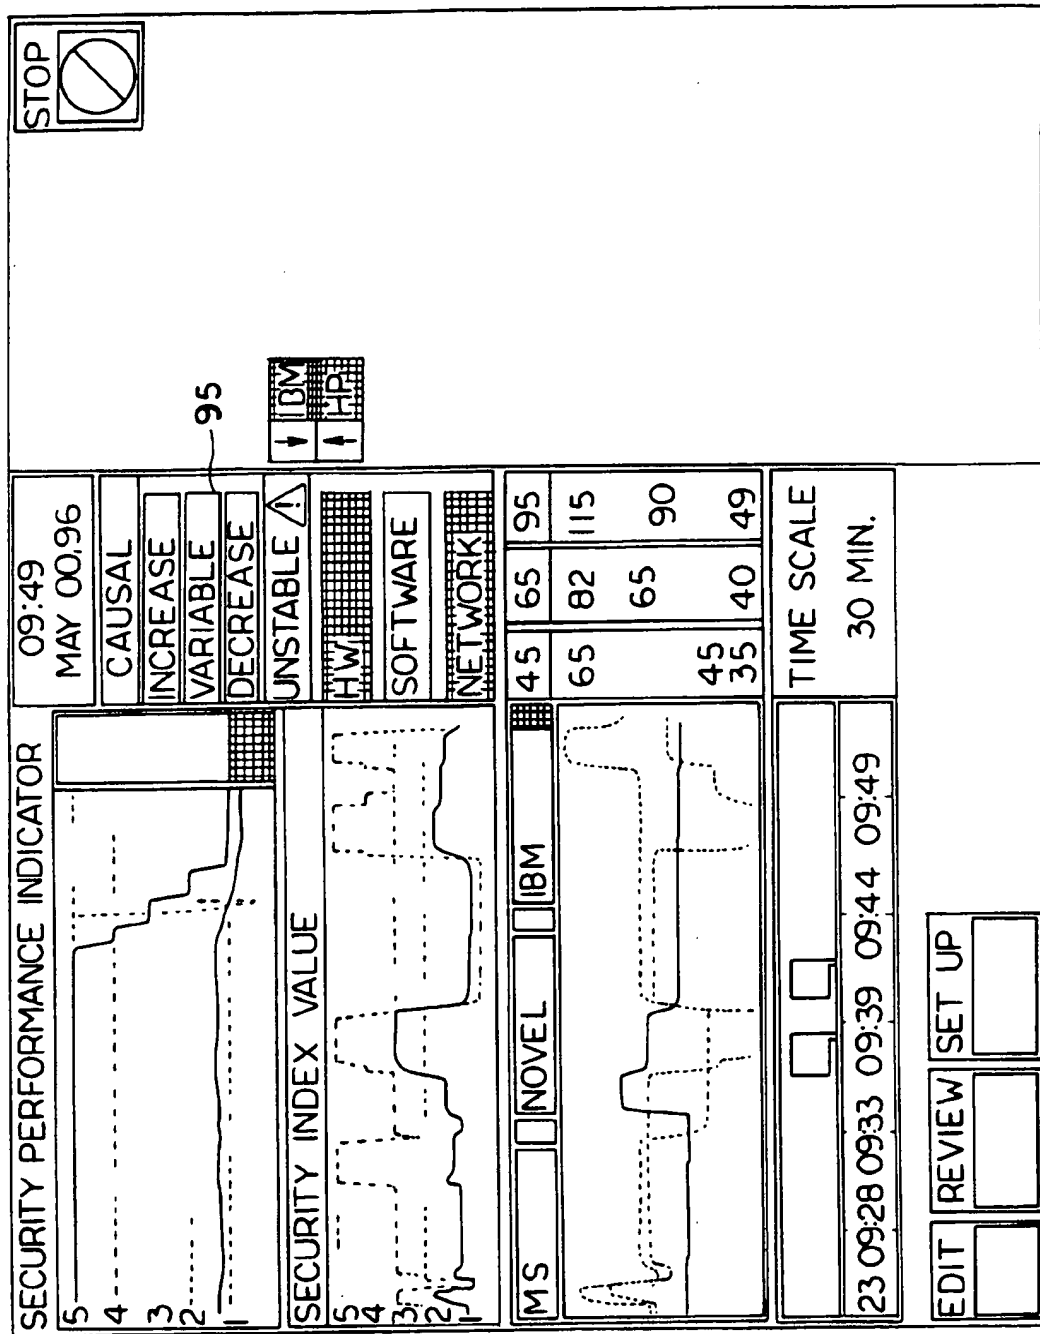 STOP
SECURITY PERFORMANCE INDICATOR
5
4
3
2
1
09:49
MAY 00,96
CAUSAL
INCREASE
VARIABLE
95
DECREASE
UNSTABLE
IBM
HP
SECURITY INDEX VALUE
5
4
3
2
1
HW
SOFTWARE
NETWORK
MS
NOVEL
IBM
45 65 95
65 82 115
65 90
45
35 40 49
TIME SCALE
30 MIN.
23 09:28 09:33 09:39 09:44 09:49
EDIT
REVIEW
SET UP